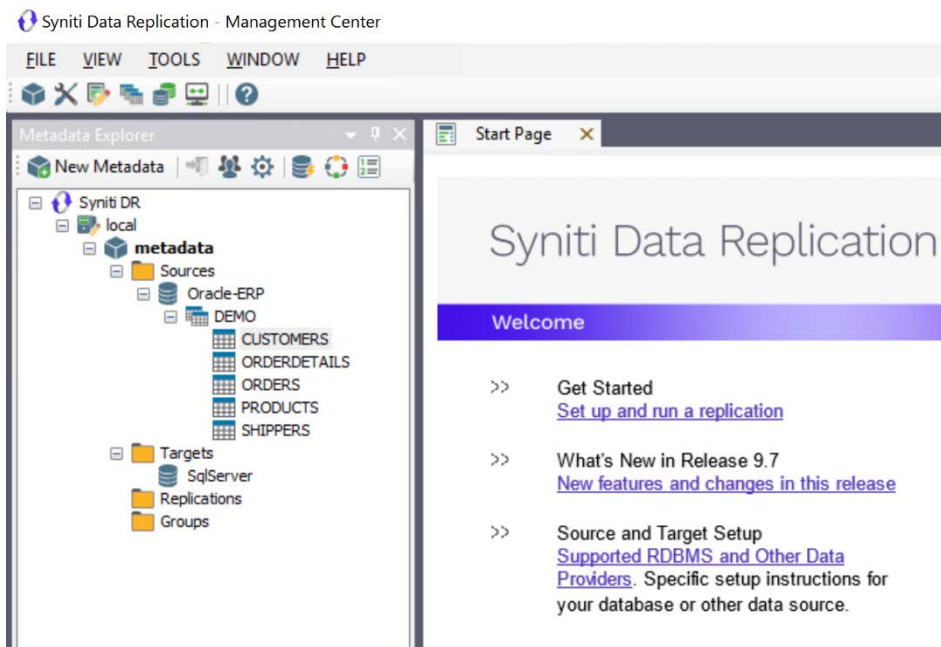 Syniti Data Replication - Management Center
FILE VIEW TOOLS WINDOW HELP
Metadata Explorer
Start Page
New Metadata
Syniti DR
local
metadata
Sources
Oracle-ERP
DEMO
CUSTOMERS
ORDERDETAILS
ORDERS
PRODUCTS
SHIPPERS
Targets
SqlServer
Replications
Groups
Syniti Data Replication
Welcome
>> Get Started
Set up and run a replication
>> What's New in Release 9.7
New features and changes in this release
>> Source and Target Setup
Supported RDBMS and Other Data
Providers. Specific setup instructions for
your database or other data source.